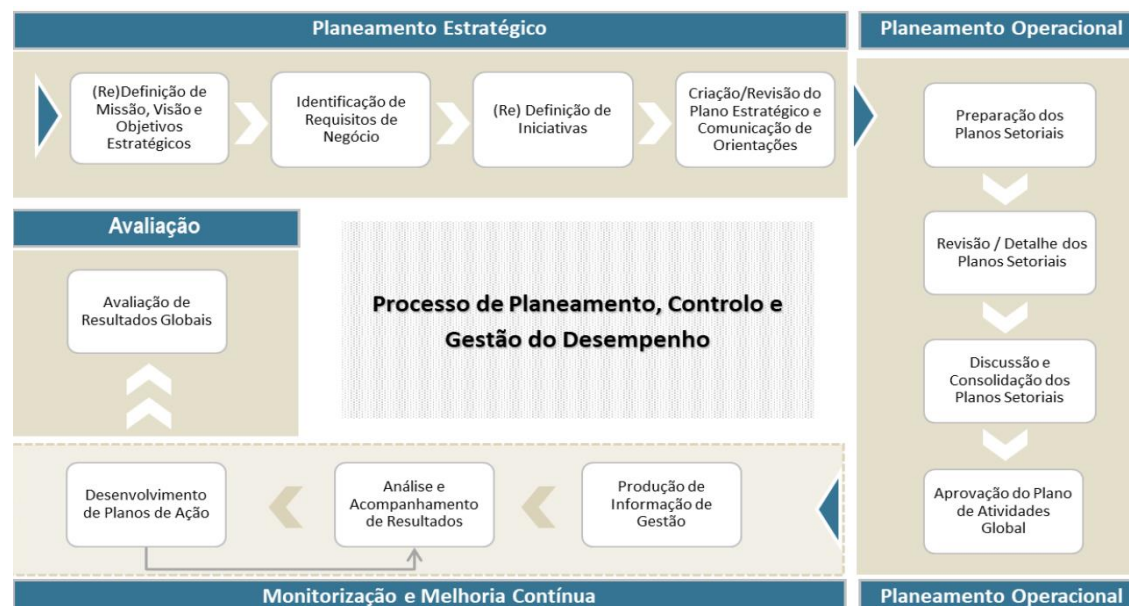 Planeamento Estratégico
Planeamento Operacional
(Re)Definição de
Missão, Visão e
Objetivos
Estratégicos
Identificação de
Requisitos de
Negócio
(Re) Definição de
Iniciativas
Criação/Revisão do
Plano Estratégico e
Comunicação de
Orientações
Preparação dos
Planos Setoriais
Revisão / Detalhe dos
Planos Setoriais
Discussão e
Consolidação dos
Planos Setoriais
Aprovação do Plano
de Atividades
Global
Avaliação
Avaliação de
Resultados Globais
Processo de Planeamento, Controlo e
Gestão do Desempenho
Desenvolvimento
de Planos de Ação
Análise e
Acompanhamento
de Resultados
Produção de
Informação de
Gestão
Monitorização e Melhoria Contínua
Planeamento Operacional